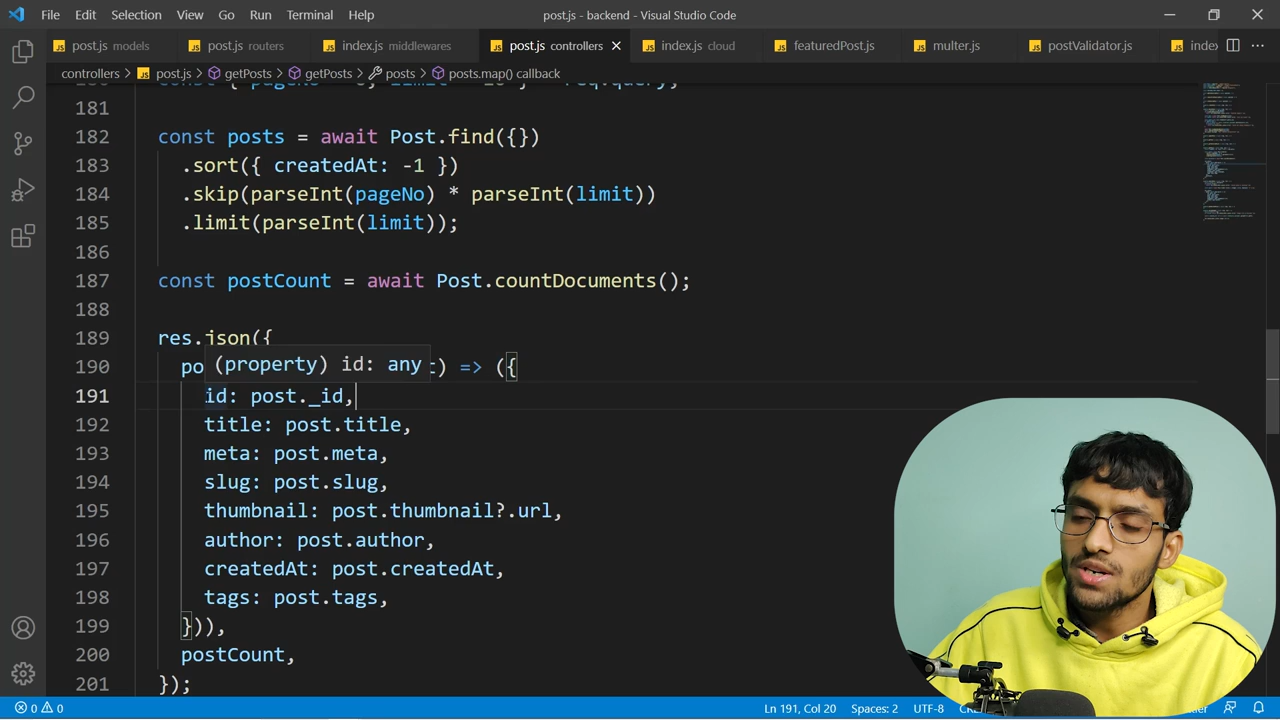 File Edit Selection View Go Run Terminal Help post.js - backend - Visual Studio Code
post.js models post.js routers index.js middlewares post.js controllers index.js cloud featuredPost.js multer.js postValidator.js index
controllers > post.js > getPosts > getPosts > posts > posts.map() callback
181
182 const posts = await Post.find({})
183 .sort({ createdAt: -1 })
184 .skip(parseInt(pageNo) * parseInt(limit))
185 .limit(parseInt(limit));
186
187 const postCount = await Post.countDocuments();
188
189 res.json({
(property) id: any
190 po t) => ({
191 id: post._id,
192 title: post.title,
193 meta: post.meta,
194 slug: post.slug,
195 thumbnail: post.thumbnail?.url,
196 author: post.author,
197 createdAt: post.createdAt,
198 tags: post.tags,
199 })),
200 postCount,
201 });
0 0 Ln 191, Col 20 Spaces: 2 UTF-8